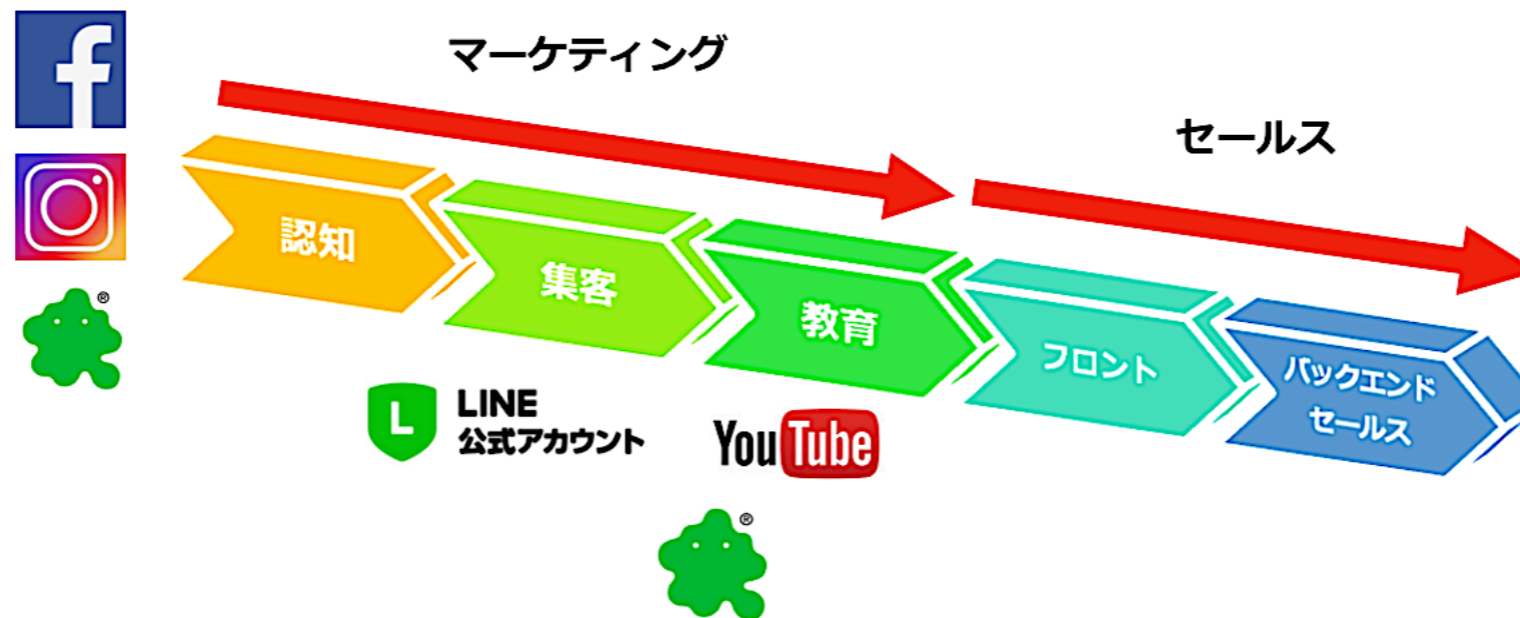 マーケティング
セールス
認知
集客
教育
フロント
バックエンド
セールス
f
®
L
LINE
公式アカウント
YouTube
®